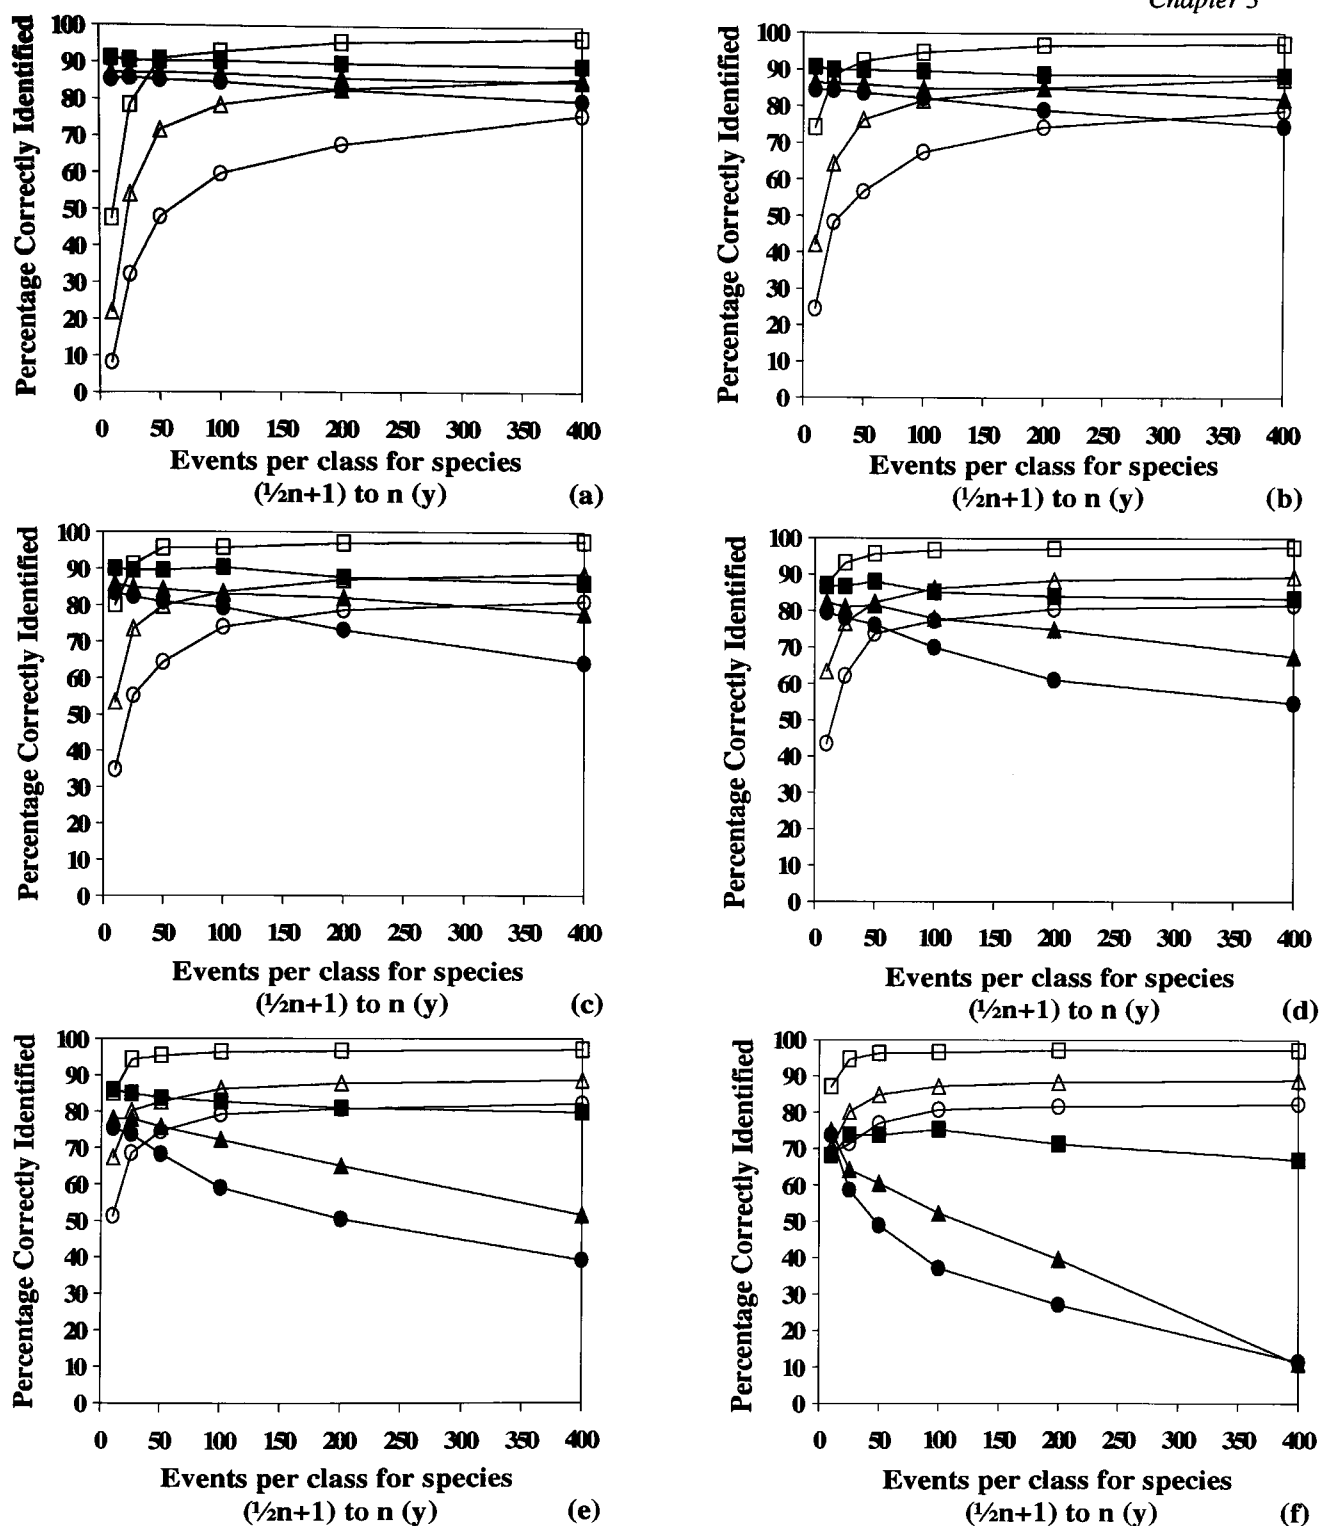 Chapter 3
Percentage Correctly Identified
100
90
80
70
60
50
40
30
20
10
0
0 50 100 150 200 250 300 350 400
Events per class for species
(½n+1) to n (y) (a)
Percentage Correctly Identified
100
90
80
70
60
50
40
30
20
10
0
0 50 100 150 200 250 300 350 400
Events per class for species
(½n+1) to n (y) (b)
Percentage Correctly Identified
100
90
80
70
60
50
40
30
20
10
0
0 50 100 150 200 250 300 350 400
Events per class for species
(½n+1) to n (y) (c)
Percentage Correctly Identified
100
90
80
70
60
50
40
30
20
10
0
0 50 100 150 200 250 300 350 400
Events per class for species
(½n+1) to n (y) (d)
Percentage Correctly Identified
100
90
80
70
60
50
40
30
20
10
0
0 50 100 150 200 250 300 350 400
Events per class for species
(½n+1) to n (y) (e)
Percentage Correctly Identified
100
90
80
70
60
50
40
30
20
10
0
0 50 100 150 200 250 300 350 400
Events per class for species
(½n+1) to n (y) (f)